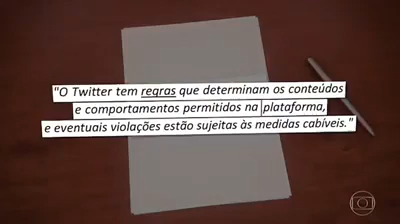 "O Twitter tem regras que determinam os conteúdos
e comportamentos permitidos na plataforma,
e eventuais violações estão sujeitas às medidas cabíveis."